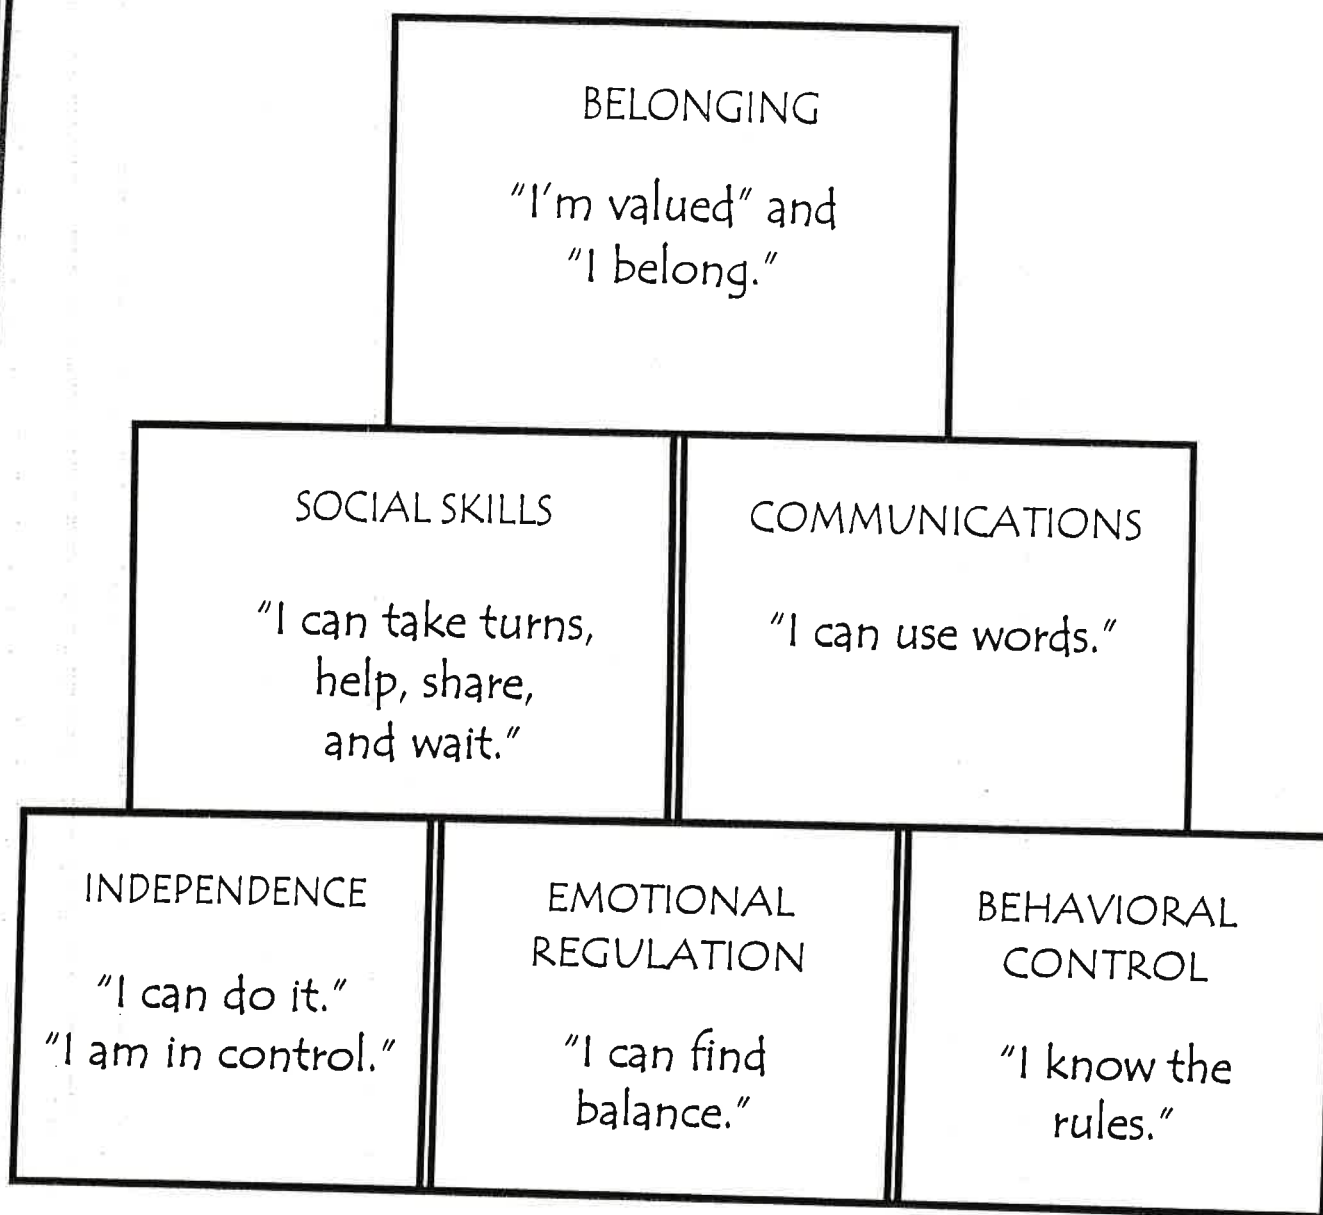 BELONGING
"I'm valued" and
"I belong."
SOCIAL SKILLS
"I can take turns,
help, share,
and wait."
COMMUNICATIONS
"I can use words."
INDEPENDENCE
"I can do it."
"I am in control."
EMOTIONAL
REGULATION
"I can find
balance."
BEHAVIORAL
CONTROL
"I know the
rules."